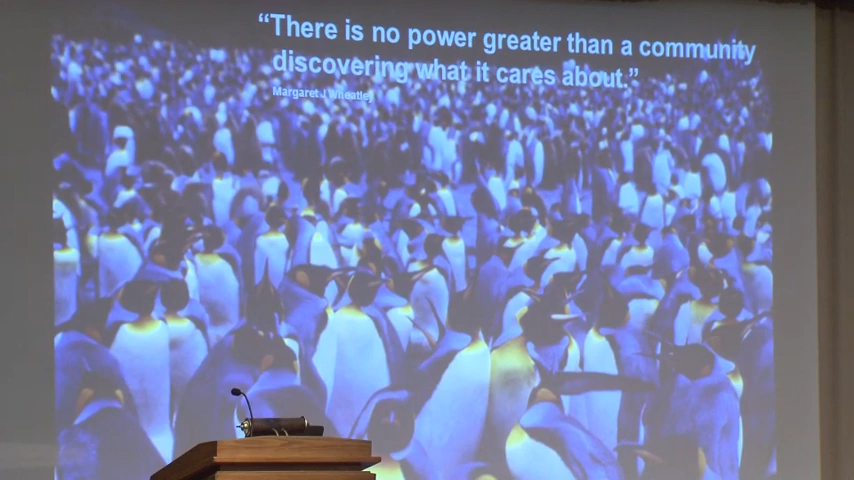 “There is no power greater than a community
discovering what it cares about.”
Margaret J Wheatley